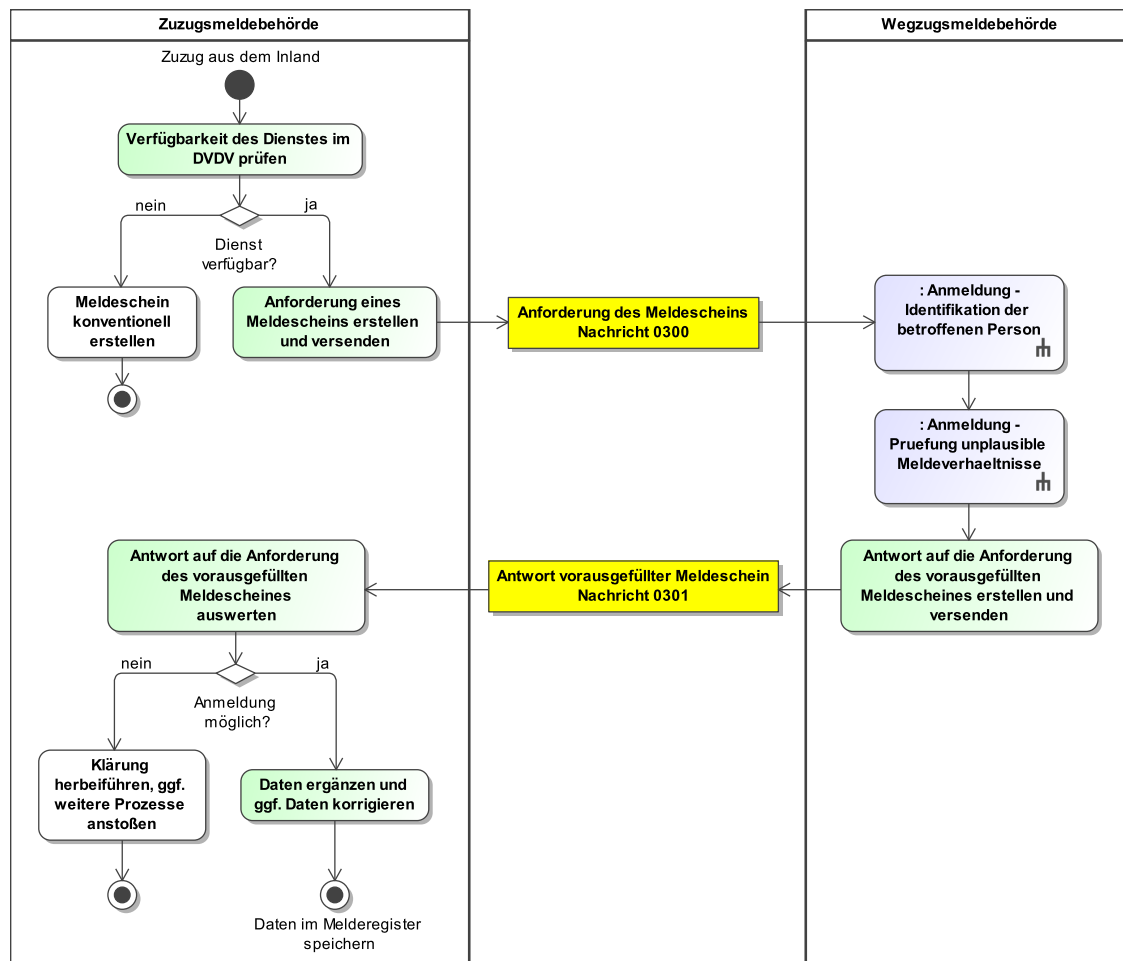 Zuzugsmeldebehörde
Wegzugsmeldebehörde
Zuzug aus dem Inland
Verfügbarkeit des Dienstes im
DVDV prüfen
nein
ja
Dienst
verfügbar?
Meldeschein
konventionell
erstellen
Anforderung eines
Meldescheins erstellen
und versenden
Anforderung des Meldescheins
Nachricht 0300
: Anmeldung -
Identifikation der
betroffenen Person
: Anmeldung -
Pruefung unplausible
Meldeverhaeltnisse
Antwort auf die Anforderung
des vorausgefüllten
Meldescheines erstellen und
versenden
Antwort vorausgefüllter Meldeschein
Nachricht 0301
Antwort auf die Anforderung
des vorausgefüllten
Meldescheines
auswerten
nein
ja
Anmeldung
möglich?
Klärung
herbeiführen, ggf.
weitere Prozesse
anstoßen
Daten ergänzen und
ggf. Daten korrigieren
Daten im Melderegister
speichern